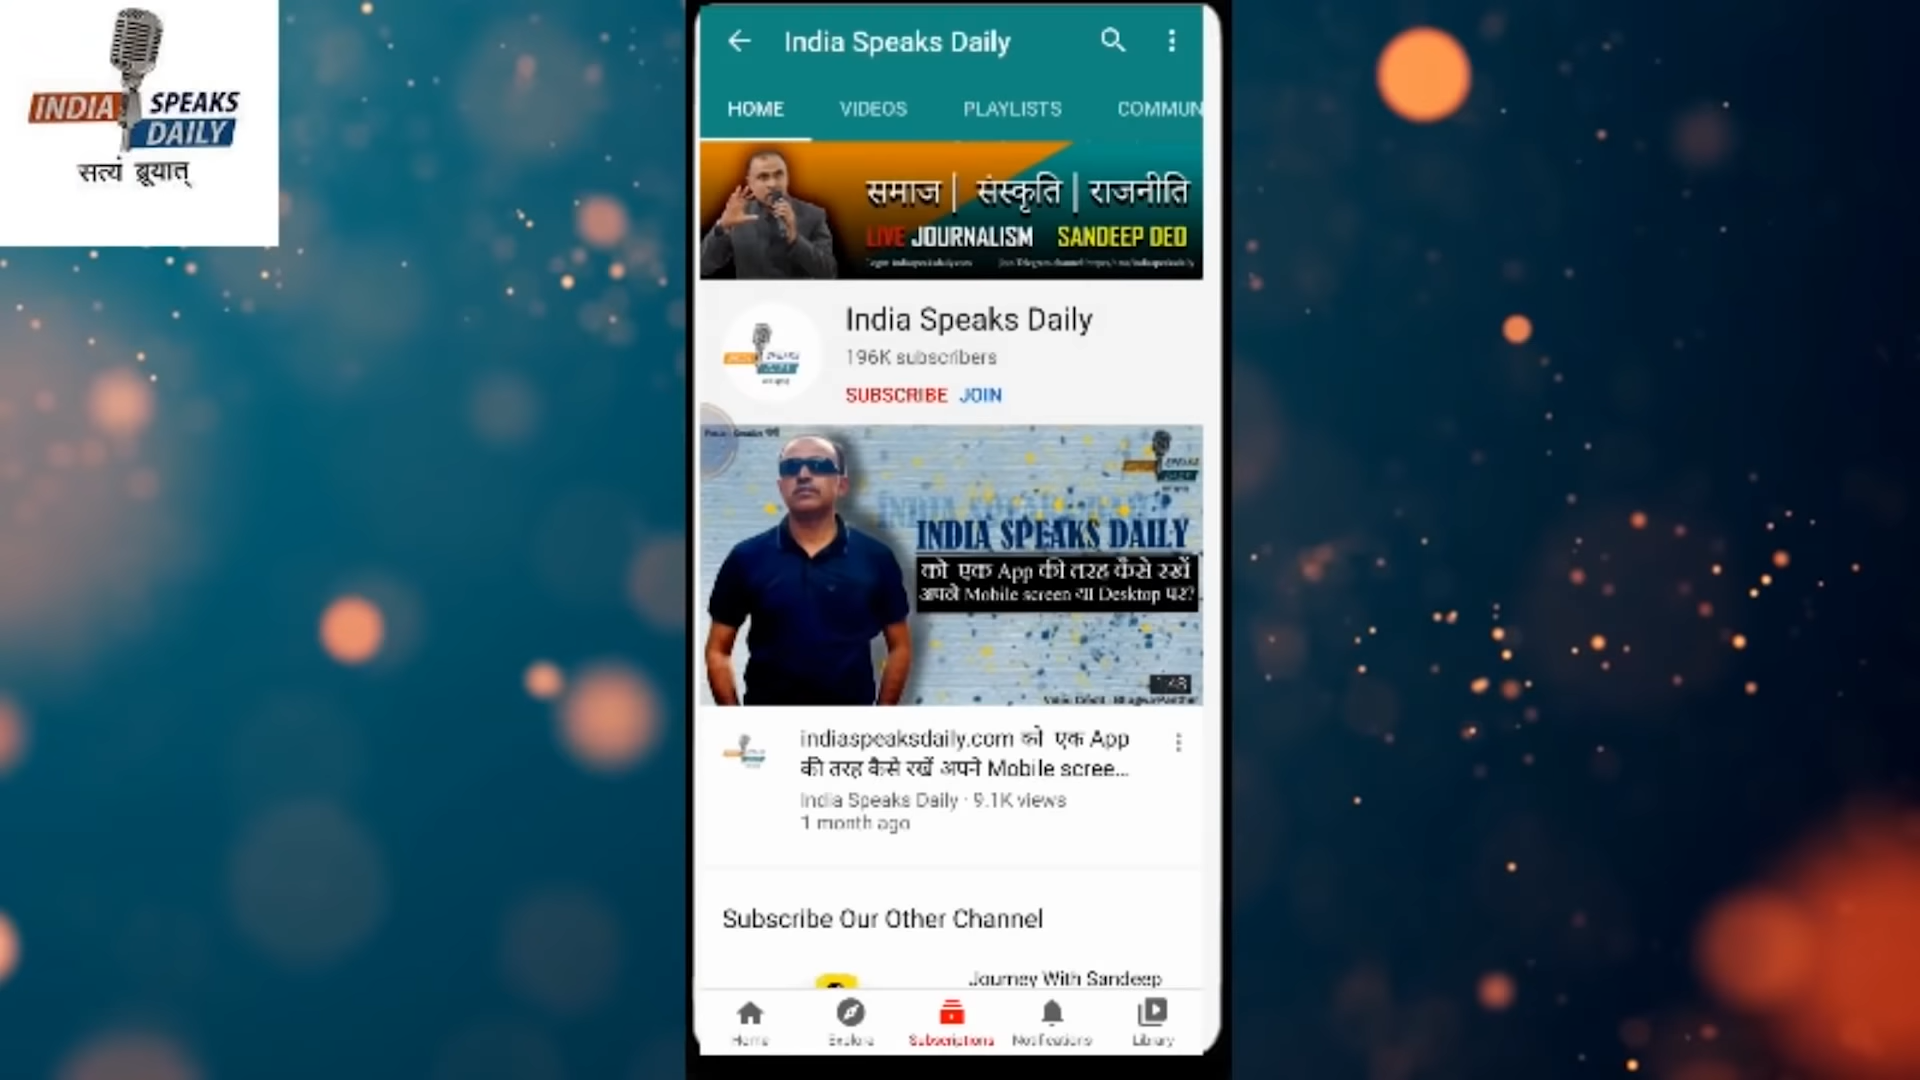 INDIA SPEAKS
DAILY
सत्यं ब्रूयात्
India Speaks Daily
HOME VIDEOS PLAYLISTS COMMUN
समाज | संस्कृति | राजनीति
LIVE JOURNALISM SANDEEP DEO
India Speaks Daily
196K subscribers
SUBSCRIBE JOIN
INDIA SPEAKS DAILY
को एक App की तरह कैसे रखें
अपने Mobile screen या Desktop पर?
1:43
indiaspeaksdaily.com को एक App
की तरह कैसे रखें अपने Mobile scree...
India Speaks Daily · 9.1K views
1 month ago
Subscribe Our Other Channel
Journey With Sandeep
Home Explore Subscriptions Notifications Library